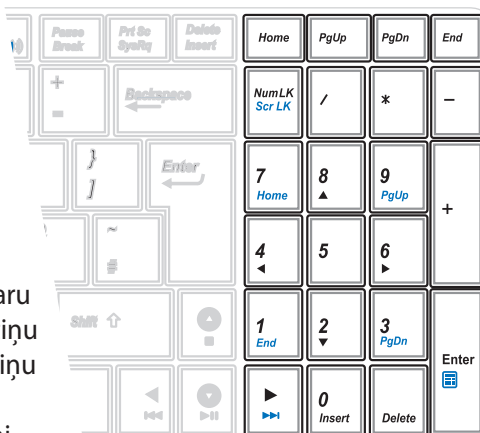 Pause Break
Prt Sc SysRq
Delete Insert
Home
PgUp
PgDn
End
+
-
Backspace
NumLK
Scr LK
/
*
-
}
]
Enter
7
Home
8
9
PgUp
+
~
#
4
5
6
aru
iņu
iņu
Shift
1
End
2
3
PgDn
Enter
0
Insert
Delete